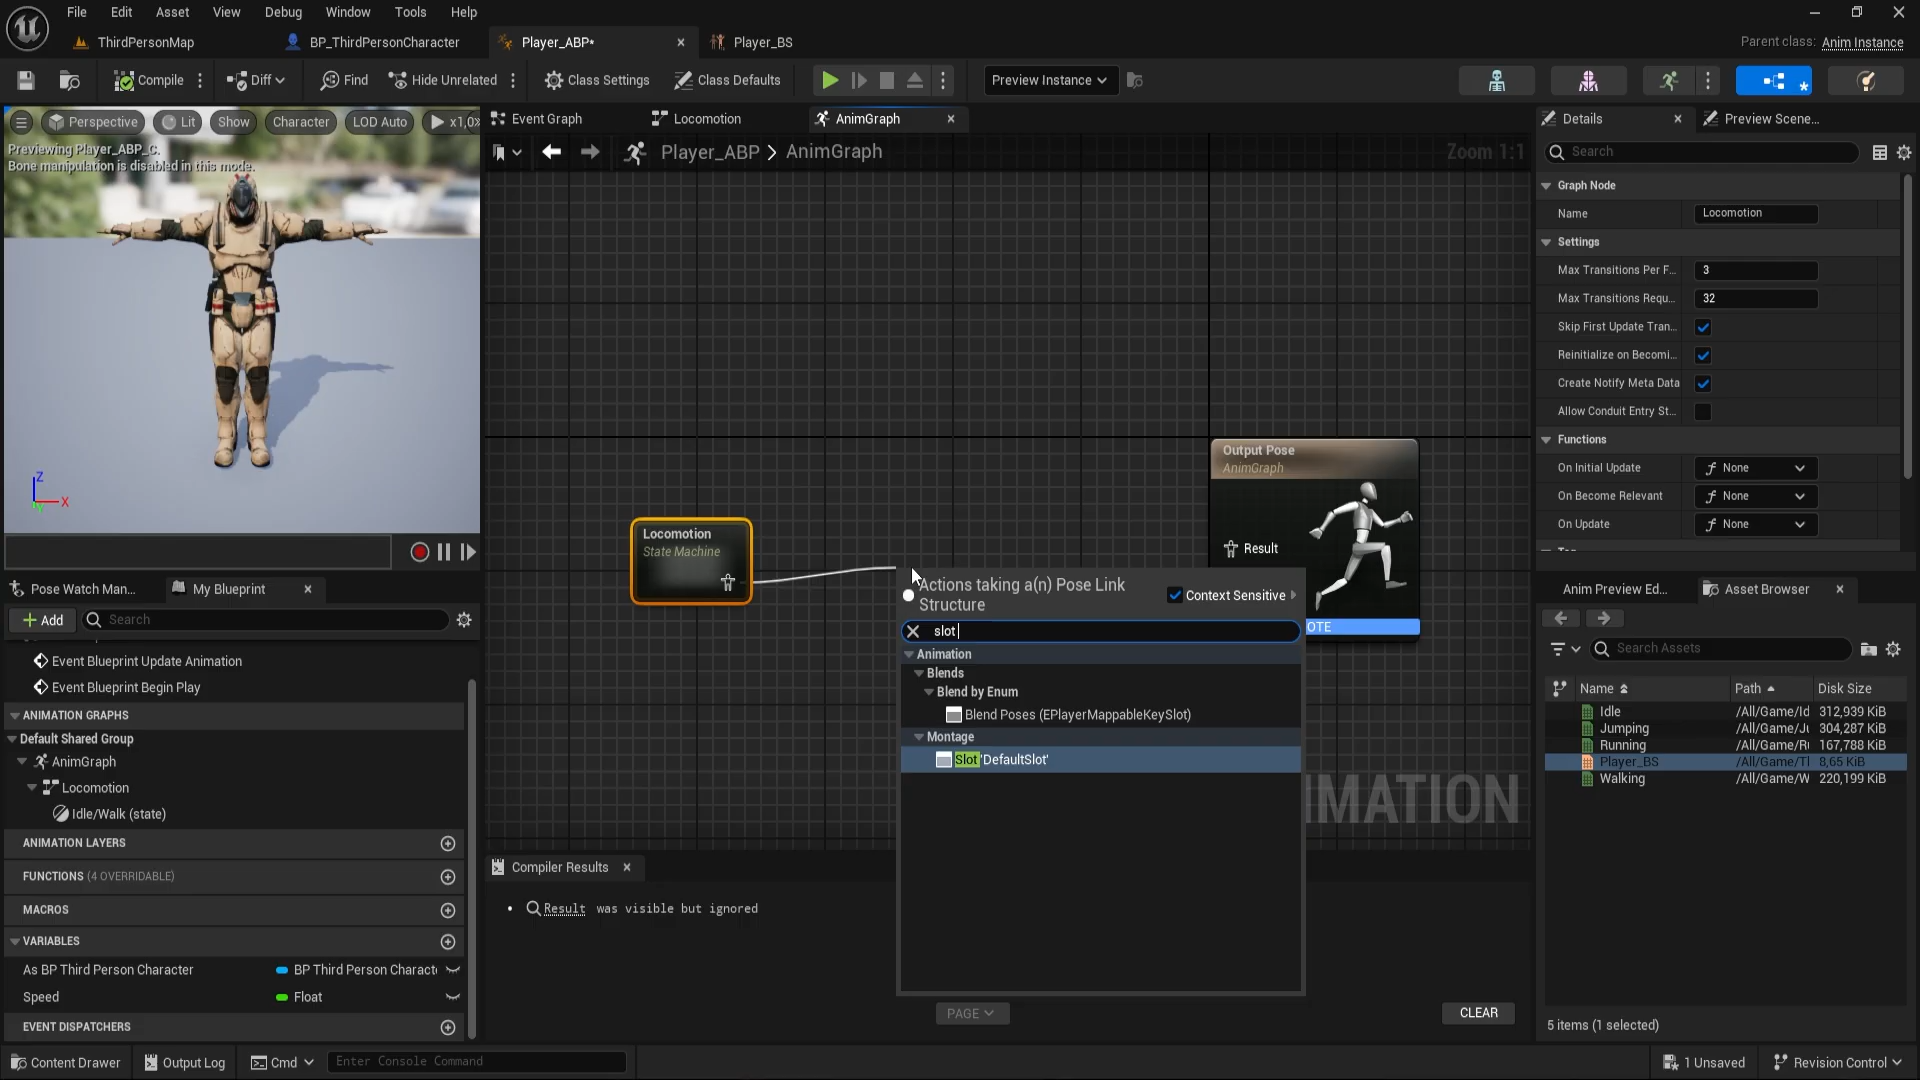 File Edit Asset View Debug Window Tools Help
ThirdPersonMap BP_ThirdPersonCharacter Player_ABP* Player_BS
Parent class: Anim Instance
Compile Diff Find Hide Unrelated Class Settings Class Defaults Preview Instance
Perspective Lit Show Character LOD Auto x1,0
Previewing Player_ABP_C.
Bone manipulation is disabled in this mode.
Z
X
Y
Pose Watch Man... My Blueprint
Add Search
Event Blueprint Update Animation
Event Blueprint Begin Play
ANIMATION GRAPHS
Default Shared Group
AnimGraph
Locomotion
Idle/Walk (state)
ANIMATION LAYERS
FUNCTIONS (4 OVERRIDABLE)
MACROS
VARIABLES
As BP Third Person Character BP Third Person Charact
Speed Float
EVENT DISPATCHERS
Event Graph Locomotion AnimGraph
Player_ABP > AnimGraph Zoom 1:1
Locomotion
State Machine
Output Pose
AnimGraph
Result
OTE
Actions taking a(n) Pose Link
Structure
Context Sensitive
slot
Animation
Blends
Blend by Enum
Blend Poses (EPlayerMappableKeySlot)
Montage
Slot 'DefaultSlot'
IMATION
Compiler Results
• Result was visible but ignored
PAGE CLEAR
Details Preview Scene...
Search
Graph Node
Name Locomotion
Settings
Max Transitions Per F... 3
Max Transitions Requ... 32
Skip First Update Tran...
Reinitialize on Becomi...
Create Notify Meta Data
Allow Conduit Entry St...
Functions
On Initial Update None
On Become Relevant None
On Update None
Anim Preview Ed... Asset Browser
Search Assets
Name Path Disk Size
Idle /All/Game/Id 312,939 KiB
Jumping /All/Game/Ju 304,287 KiB
Running /All/Game/Ru 167,788 KiB
Player_BS /All/Game/Tl 8,65 KiB
Walking /All/Game/W 220,199 KiB
5 items (1 selected)
Content Drawer Output Log Cmd Enter Console Command 1 Unsaved Revision Control